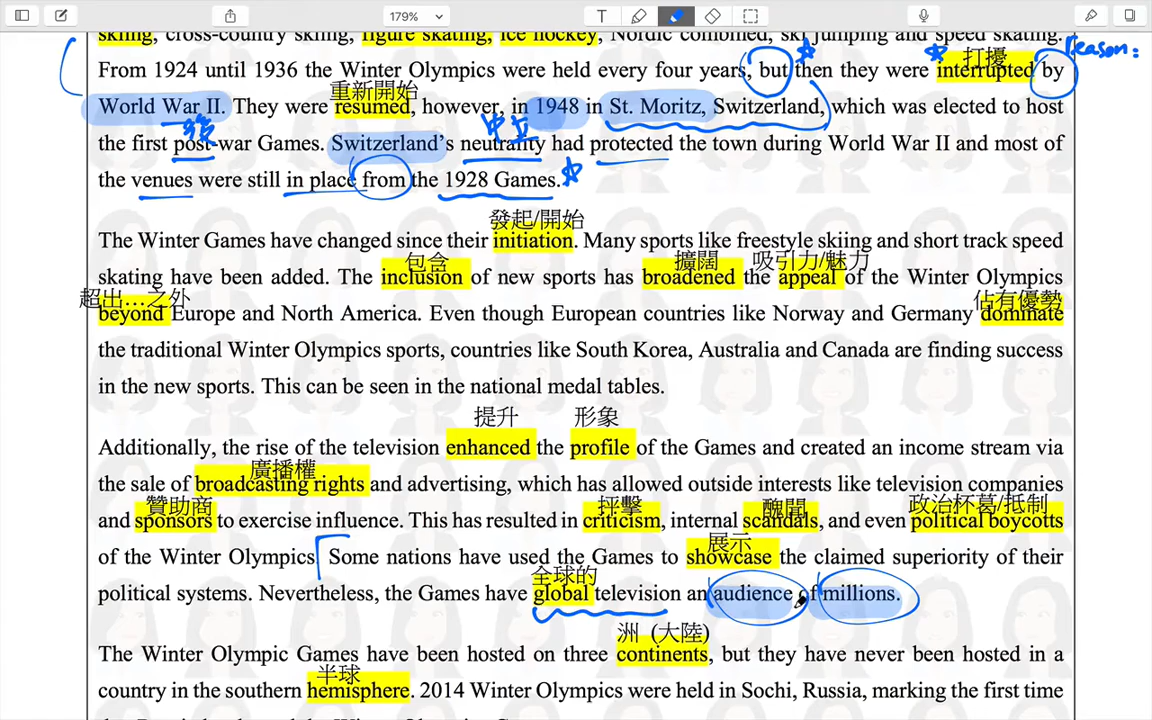 179%
T
skiing, cross-country skiing, figure skating, ice hockey, Nordic combined, ski jumping and speed skating.
Reason:
打擾
From 1924 until 1936 the Winter Olympics were held every four years, but then they were interrupted by
重新開始
World War II. They were resumed, however, in 1948 in St. Moritz, Switzerland, which was elected to host
後 中立
the first post-war Games. Switzerland's neutrality had protected the town during World War II and most of
the venues were still in place from the 1928 Games.
發起/開始
The Winter Games have changed since their initiation. Many sports like freestyle skiing and short track speed
包含 擴闊 吸引力/魅力
skating have been added. The inclusion of new sports has broadened the appeal of the Winter Olympics
超出…之外 佔有優勢
beyond Europe and North America. Even though European countries like Norway and Germany dominate
the traditional Winter Olympics sports, countries like South Korea, Australia and Canada are finding success
in the new sports. This can be seen in the national medal tables.
提升 形象
Additionally, the rise of the television enhanced the profile of the Games and created an income stream via
廣播權
the sale of broadcasting rights and advertising, which has allowed outside interests like television companies
贊助商 抨擊 醜聞 政治杯葛/抵制
and sponsors to exercise influence. This has resulted in criticism, internal scandals, and even political boycotts
展示
of the Winter Olympics. Some nations have used the Games to showcase the claimed superiority of their
全球的
political systems. Nevertheless, the Games have global television an audience of millions.
洲 (大陸)
The Winter Olympic Games have been hosted on three continents, but they have never been hosted in a
半球
country in the southern hemisphere. 2014 Winter Olympics were held in Sochi, Russia, marking the first time